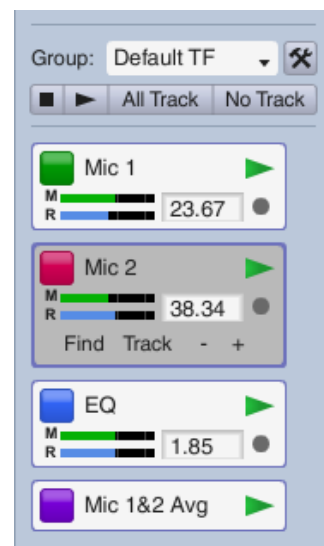 Group: Default TF
All Track No Track
Mic 1
M
R 23.67
Mic 2
M
R 38.34
Find Track - +
EQ
M
R 1.85
Mic 1&2 Avg